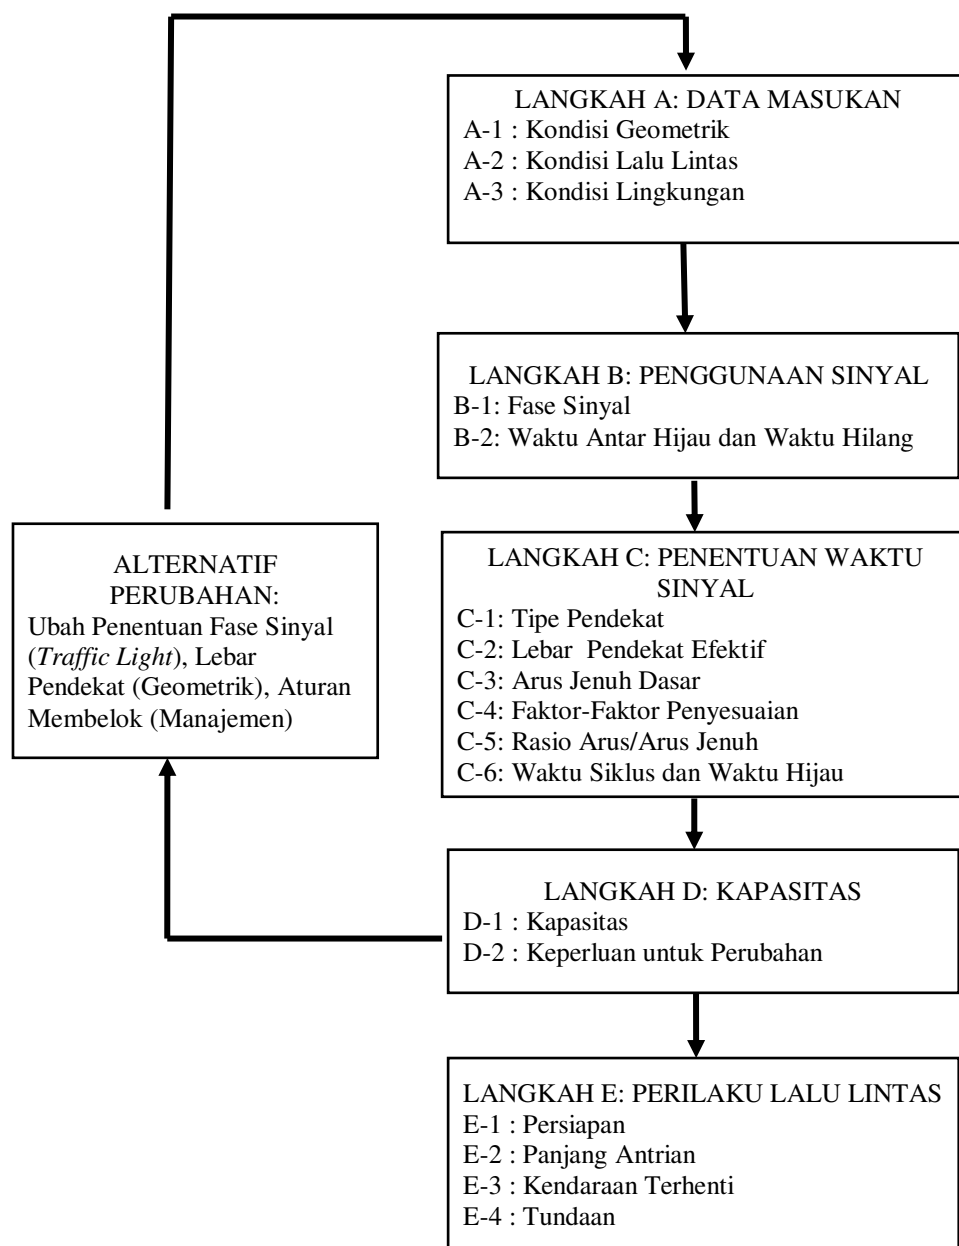 LANGKAH A: DATA MASUKAN
A-1 : Kondisi Geometrik
A-2 : Kondisi Lalu Lintas
A-3 : Kondisi Lingkungan
LANGKAH B: PENGGUNAAN SINYAL
B-1: Fase Sinyal
B-2: Waktu Antar Hijau dan Waktu Hilang
ALTERNATIF
PERUBAHAN:
Ubah Penentuan Fase Sinyal
(Traffic Light), Lebar
Pendekat (Geometrik), Aturan
Membelok (Manajemen)
LANGKAH C: PENENTUAN WAKTU
SINYAL
C-1: Tipe Pendekat
C-2: Lebar Pendekat Efektif
C-3: Arus Jenuh Dasar
C-4: Faktor-Faktor Penyesuaian
C-5: Rasio Arus/Arus Jenuh
C-6: Waktu Siklus dan Waktu Hijau
LANGKAH D: KAPASITAS
D-1 : Kapasitas
D-2 : Keperluan untuk Perubahan
LANGKAH E: PERILAKU LALU LINTAS
E-1 : Persiapan
E-2 : Panjang Antrian
E-3 : Kendaraan Terhenti
E-4 : Tundaan